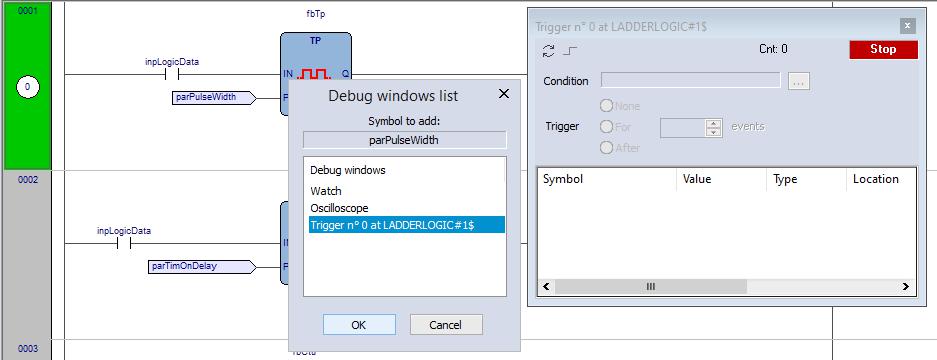 0001
fbTp
TP
inpLogicData
IN
Q
0
parPulseWidth
P
0002
inpLogicData
IN
parTimOnDelay
P
0003
Debug windows list
Symbol to add:
parPulseWidth
Debug windows
Watch
Oscilloscope
Trigger n° 0 at LADDERLOGIC#1$
OK Cancel
Trigger n° 0 at LADDERLOGIC#1$
Cnt: 0 Stop
Condition ...
None
Trigger For events
After
Symbol Value Type Location